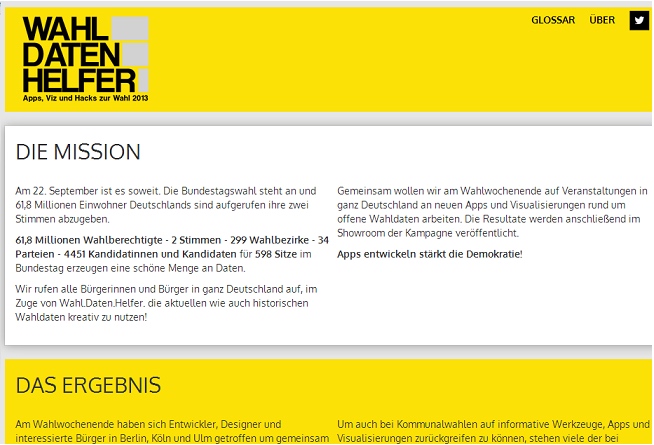 WAHL
DATEN
HELFER
Apps, Viz und Hacks zur Wahl 2013
GLOSSAR ÜBER
DIE MISSION
Am 22. September ist es soweit. Die Bundestagswahl steht an und
61,8 Millionen Einwohner Deutschlands sind aufgerufen ihre zwei
Stimmen abzugeben.
61,8 Millionen Wahlberechtigte - 2 Stimmen - 299 Wahlbezirke - 34
Parteien - 4451 Kandidatinnen und Kandidaten für 598 Sitze im
Bundestag erzeugen eine schöne Menge an Daten.
Wir rufen alle Bürgerinnen und Bürger in ganz Deutschland auf, im
Zuge von Wahl.Daten.Helfer. die aktuellen wie auch historischen
Wahldaten kreativ zu nutzen!
Gemeinsam wollen wir am Wahlwochenende auf Veranstaltungen in
ganz Deutschland an neuen Apps und Visualisierungen rund um
offene Wahldaten arbeiten. Die Resultate werden anschließend im
Showroom der Kampagne veröffentlicht.
Apps entwickeln stärkt die Demokratie!
DAS ERGEBNIS
Am Wahlwochenende haben sich Entwickler, Designer und
interessierte Bürger in Berlin, Köln und Ulm getroffen um gemeinsam
Um auch bei Kommunalwahlen auf informative Werkzeuge, Apps und
Visualisierungen zurückgreifen zu können, stehen viele der bei